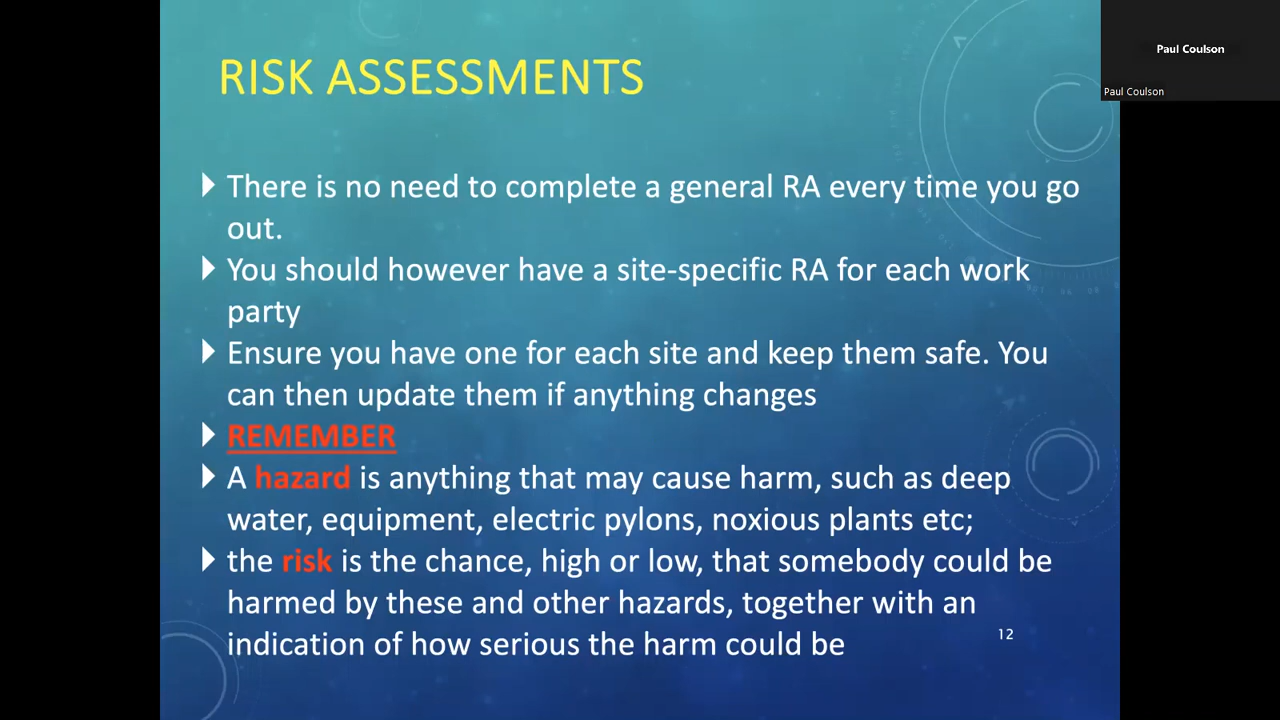 RISK ASSESSMENTS
Paul Coulson
Paul Coulson
There is no need to complete a general RA every time you go
out.
You should however have a site-specific RA for each work
party
Ensure you have one for each site and keep them safe. You
can then update them if anything changes
REMEMBER
A hazard is anything that may cause harm, such as deep
water, equipment, electric pylons, noxious plants etc;
the risk is the chance, high or low, that somebody could be
harmed by these and other hazards, together with an
indication of how serious the harm could be
12